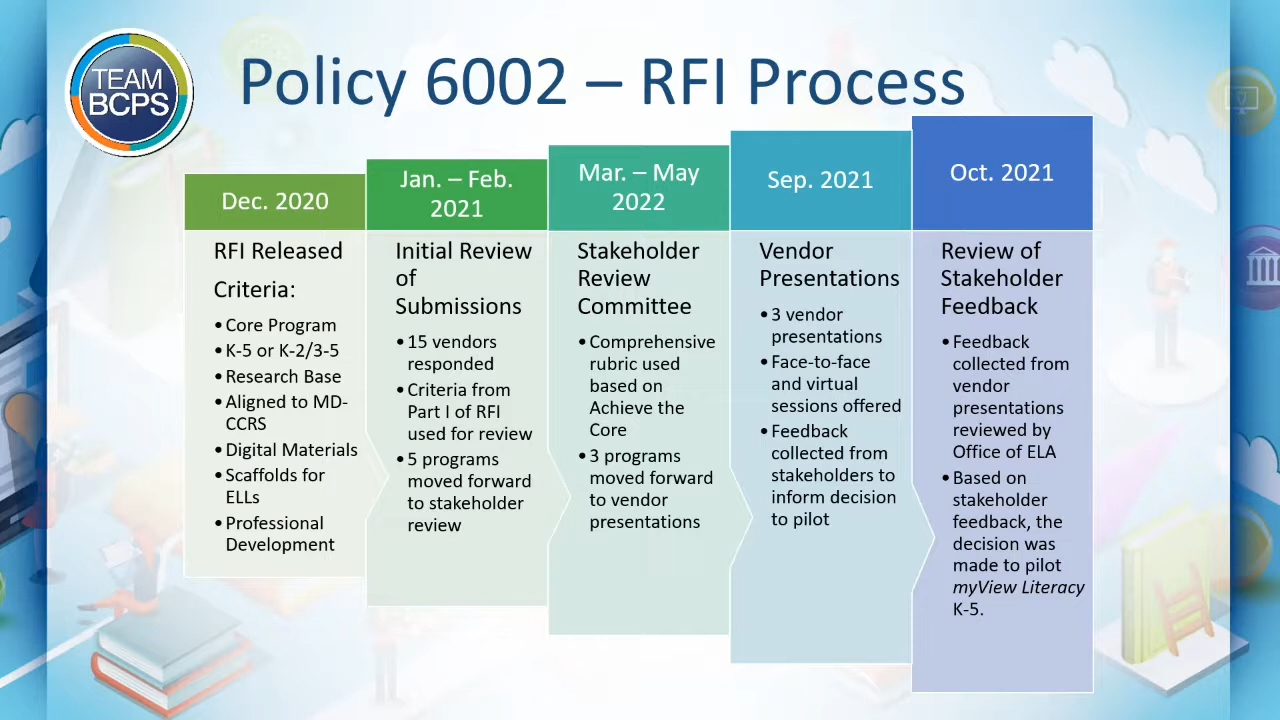 TEAM
BCPS
Policy 6002 – RFI Process
Dec. 2020
RFI Released
Criteria:
• Core Program
• K-5 or K-2/3-5
• Research Base
• Aligned to MD-
CCRS
• Digital Materials
• Scaffolds for
ELLs
• Professional
Development
Jan. – Feb.
2021
Initial Review
of
Submissions
• 15 vendors
responded
• Criteria from
Part I of RFI
used for review
• 5 programs
moved forward
to stakeholder
review
Mar. – May
2022
Stakeholder
Review
Committee
• Comprehensive
rubric used
based on
Achieve the
Core
• 3 programs
moved forward
to vendor
presentations
Sep. 2021
Vendor
Presentations
• 3 vendor
presentations
• Face-to-face
and virtual
sessions offered
• Feedback
collected from
stakeholders to
inform decision
to pilot
Oct. 2021
Review of
Stakeholder
Feedback
• Feedback
collected from
vendor
presentations
reviewed by
Office of ELA
• Based on
stakeholder
feedback, the
decision was
made to pilot
myView Literacy
K-5.